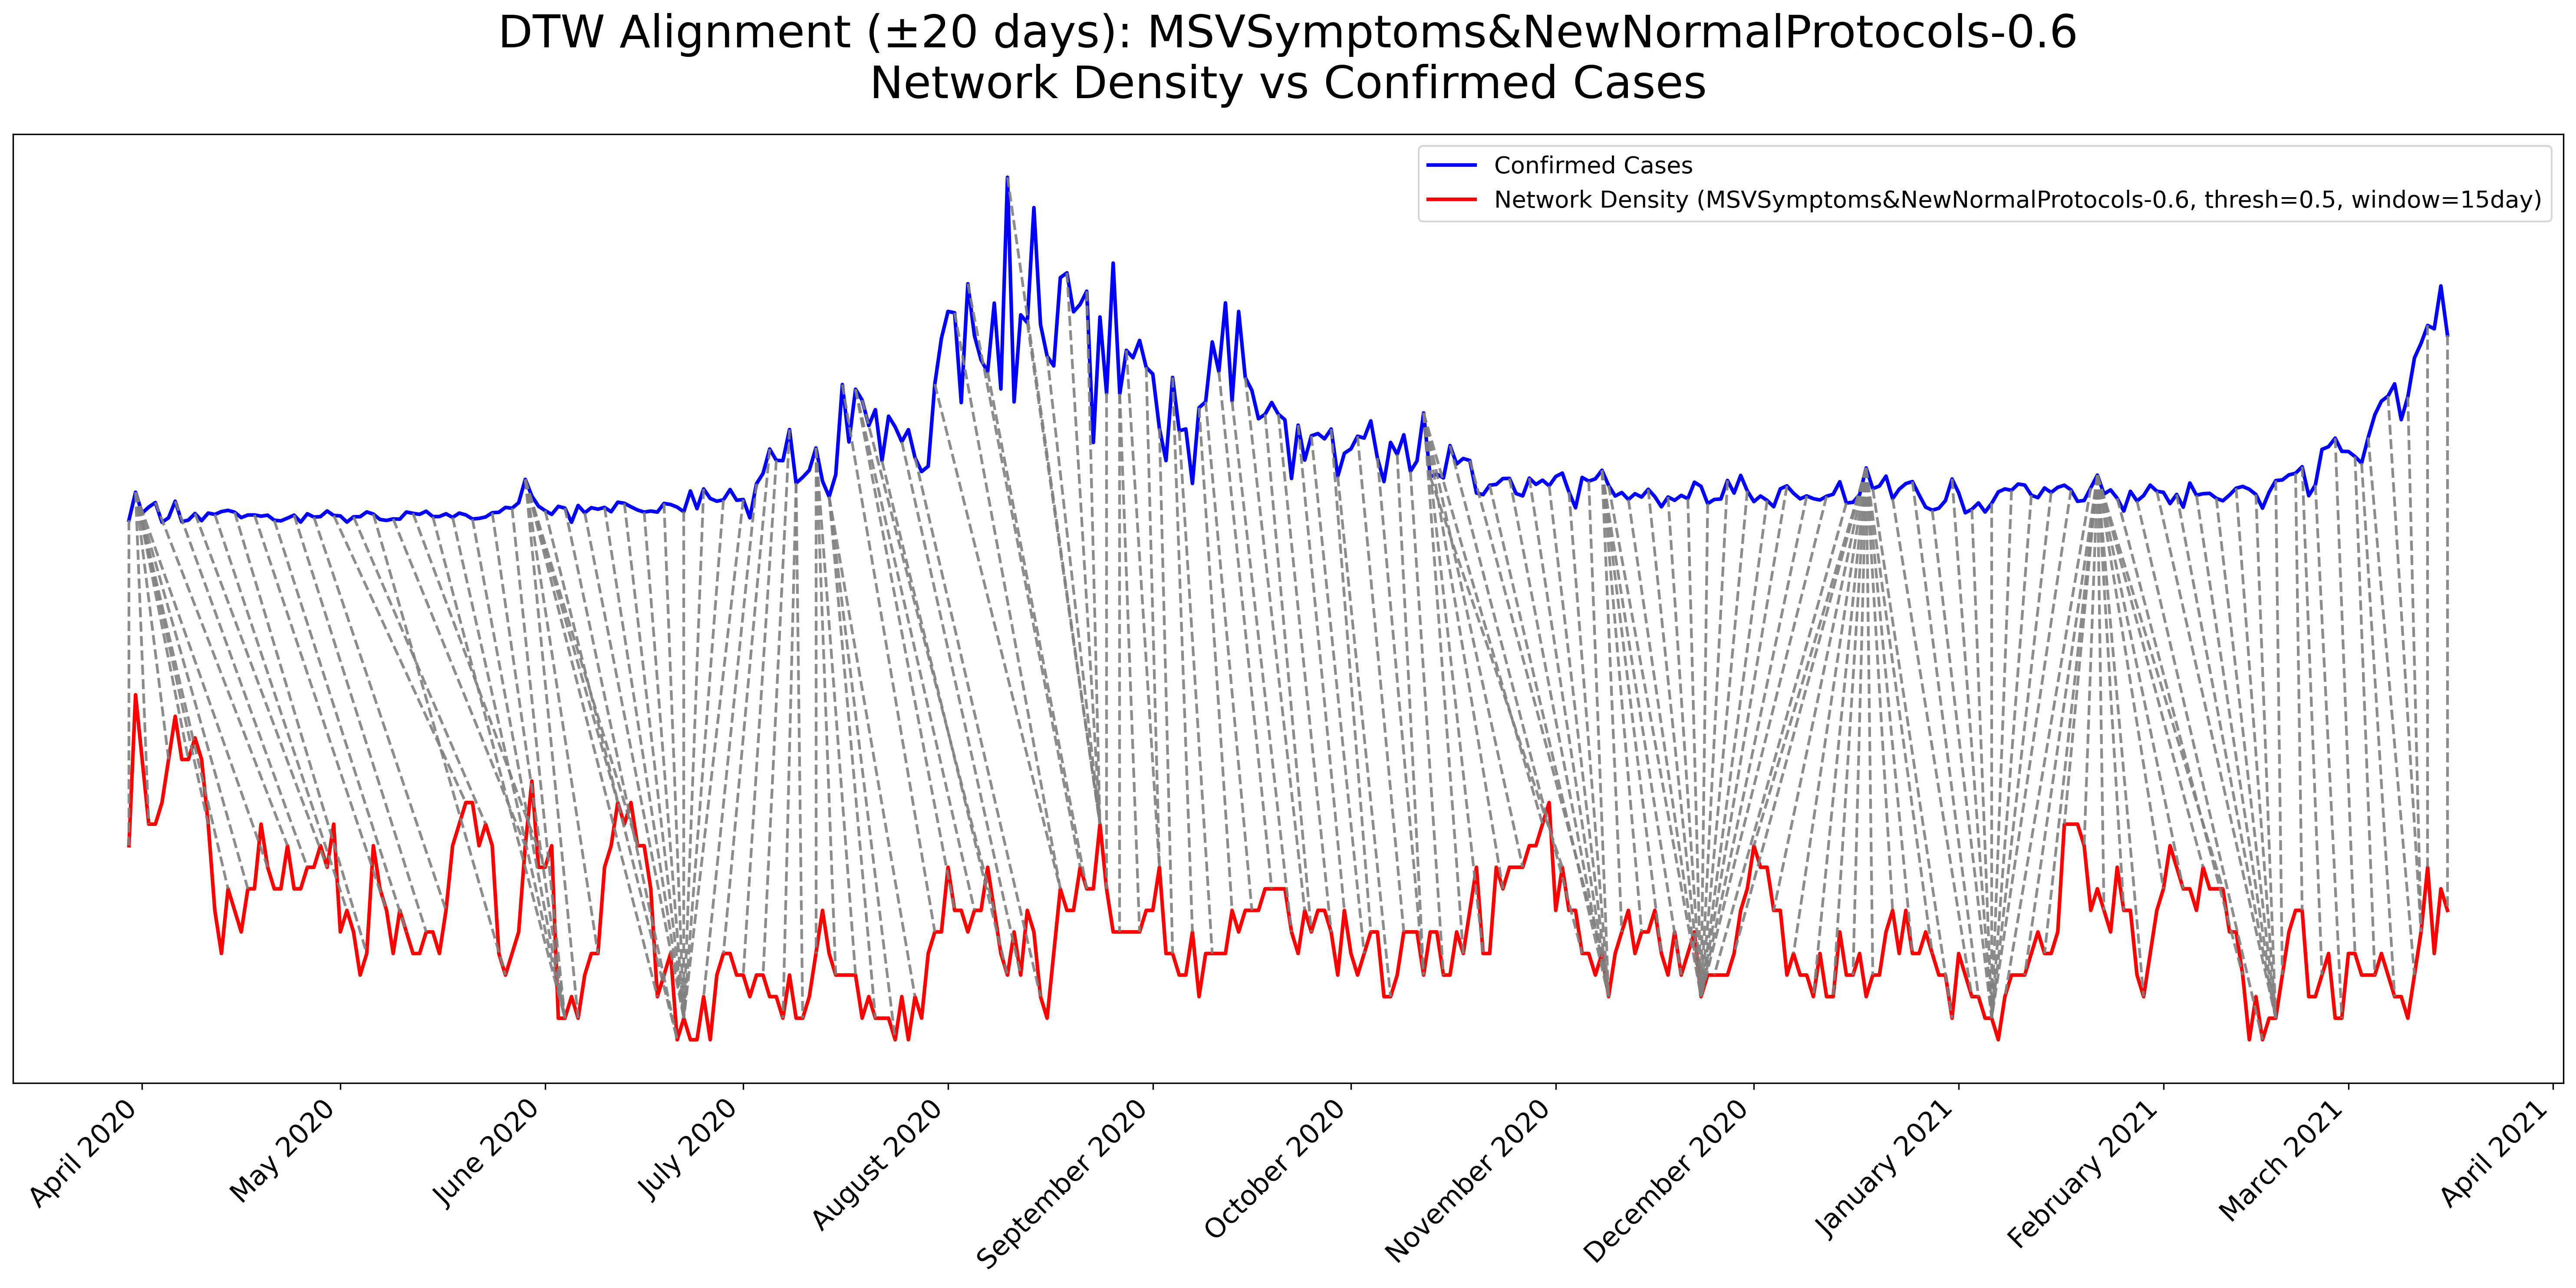 DTW Alignment (±20 days): MSVSymptoms&NewNormalProtocols-0.6
Network Density vs Confirmed Cases
Confirmed Cases
Network Density (MSVSymptoms&NewNormalProtocols-0.6, thresh=0.5, window=15day)
April 2020
May 2020
June 2020
July 2020
August 2020
September 2020
October 2020
November 2020
December 2020
January 2021
February 2021
March 2021
April 2021